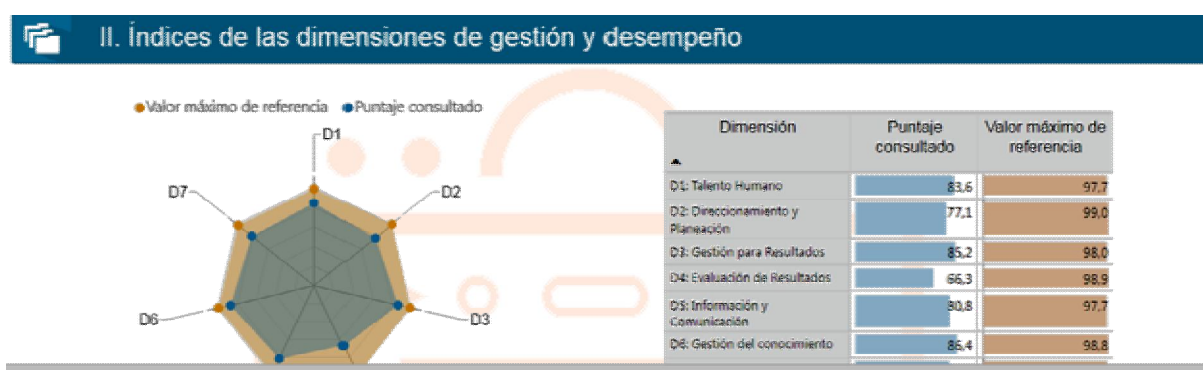 II. Índices de las dimensiones de gestión y desempeño
Valor máximo de referencia Puntaje consultado
D1
D2
D3
D6
D7
Dimensión Puntaje consultado Valor máximo de referencia
D1: Talento Humano 83,6 97,7
D2: Direccionamiento y Planeación 77,1 99,0
D3: Gestión para Resultados 85,2 98,0
D4: Evaluación de Resultados 66,3 98,9
D5: Información y Comunicación 80,8 97,7
D6: Gestión del conocimiento 86,4 98,8